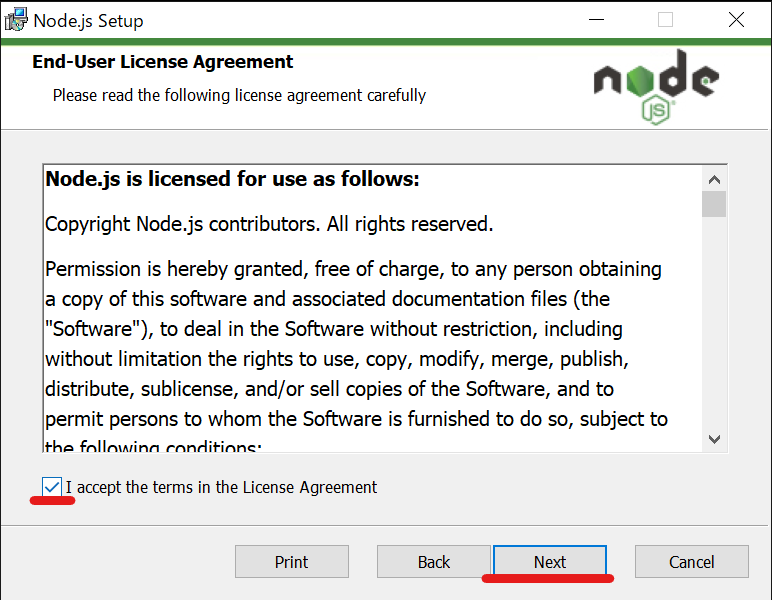 Node.js Setup
End-User License Agreement
Please read the following license agreement carefully
node
JS
Node.js is licensed for use as follows:
Copyright Node.js contributors. All rights reserved.
Permission is hereby granted, free of charge, to any person obtaining
a copy of this software and associated documentation files (the
"Software"), to deal in the Software without restriction, including
without limitation the rights to use, copy, modify, merge, publish,
distribute, sublicense, and/or sell copies of the Software, and to
permit persons to whom the Software is furnished to do so, subject to
the following conditions:
I accept the terms in the License Agreement
Print
Back
Next
Cancel